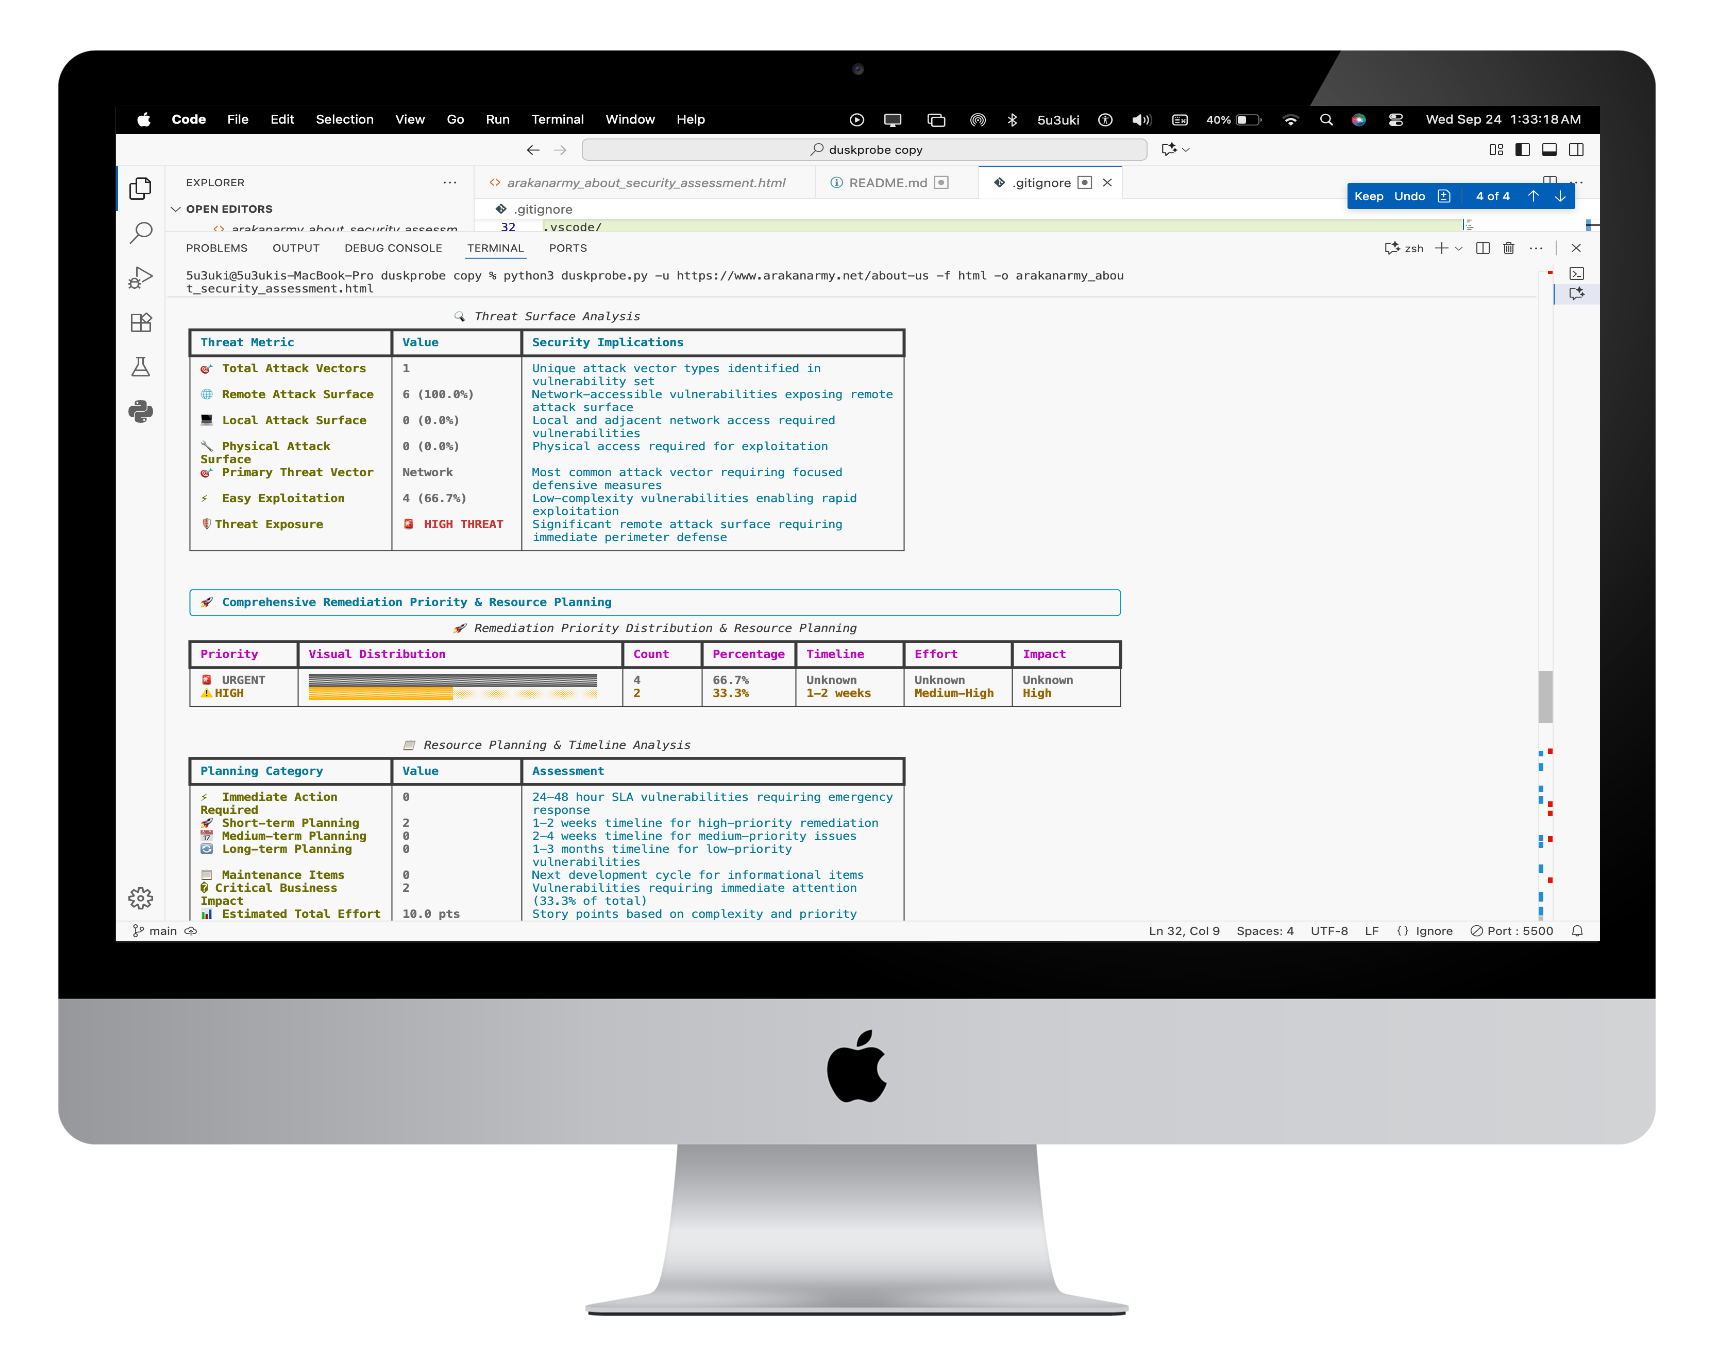 Code File Edit Selection View Go Run Terminal Window Help 5u3uki 40% Wed Sep 24 1:33:18 AM
duskprobe copy
EXPLORER
arakanarmy_about_security_assessment.html README.md .gitignore
Keep Undo 4 of 4
OPEN EDITORS
.gitignore
arakanarmy_about_security_assessm
32 .vscode/
PROBLEMS OUTPUT DEBUG CONSOLE TERMINAL PORTS
zsh
5u3uki@5u3ukis-MacBook-Pro duskprobe copy % python3 duskprobe.py -u https://www.arakanarmy.net/about-us -f html -o arakanarmy_abou
t_security_assessment.html
Threat Surface Analysis
Threat Metric Value Security Implications
Total Attack Vectors 1 Unique attack vector types identified in
vulnerability set
Remote Attack Surface 6 (100.0%) Network-accessible vulnerabilities exposing remote
attack surface
Local Attack Surface 0 (0.0%) Local and adjacent network access required
vulnerabilities
Physical Attack 0 (0.0%) Physical access required for exploitation
Surface
Primary Threat Vector Network Most common attack vector requiring focused
defensive measures
Easy Exploitation 4 (66.7%) Low-complexity vulnerabilities enabling rapid
exploitation
Threat Exposure HIGH THREAT Significant remote attack surface requiring
immediate perimeter defense
Comprehensive Remediation Priority & Resource Planning
Remediation Priority Distribution & Resource Planning
Priority Visual Distribution Count Percentage Timeline Effort Impact
URGENT 4 66.7% Unknown Unknown Unknown
HIGH 2 33.3% 1-2 weeks Medium-High High
Resource Planning & Timeline Analysis
Planning Category Value Assessment
Immediate Action 0 24-48 hour SLA vulnerabilities requiring emergency
Required response
Short-term Planning 2 1-2 weeks timeline for high-priority remediation
Medium-term Planning 0 2-4 weeks timeline for medium-priority issues
Long-term Planning 0 1-3 months timeline for low-priority
vulnerabilities
Maintenance Items 0 Next development cycle for informational items
Critical Business 2 Vulnerabilities requiring immediate attention
Impact (33.3% of total)
Estimated Total Effort 10.0 pts Story points based on complexity and priority
main Ln 32, Col 9 Spaces: 4 UTF-8 LF {} Ignore Port : 5500